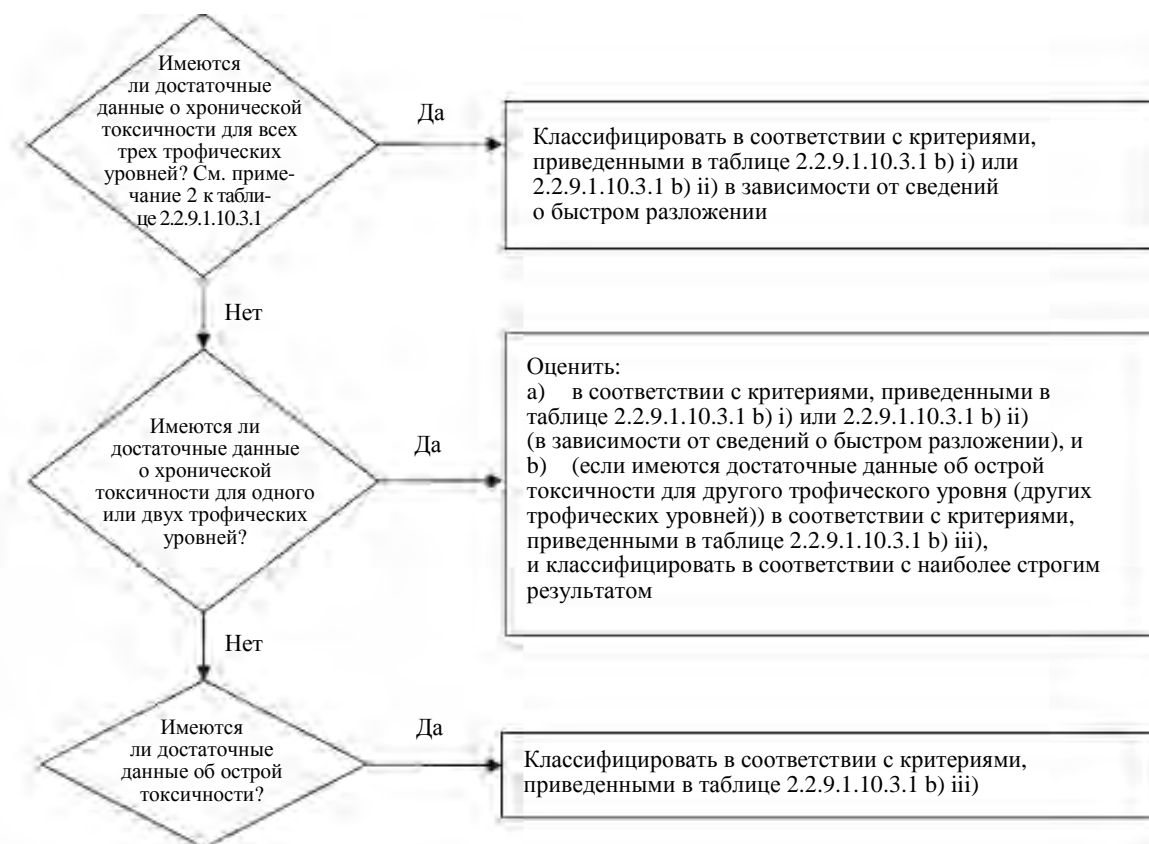 Имеются
ли достаточные
данные о хронической
токсичности для всех
трех трофических
уровней? См. приме-
чание 2 к табли-
це 2.2.9.1.10.3.1
Да
Классифицировать в соответствии с критериями,
приведенными в таблице 2.2.9.1.10.3.1 b) i) или
2.2.9.1.10.3.1 b) ii) в зависимости от сведений
о быстром разложении
Нет
Имеются ли
достаточные данные
о хронической
токсичности для одного
или двух трофических
уровней?
Да
Оценить:
a) в соответствии с критериями, приведенными в
таблице 2.2.9.1.10.3.1 b) i) или 2.2.9.1.10.3.1 b) ii)
(в зависимости от сведений о быстром разложении), и
b) (если имеются достаточные данные об острой
токсичности для другого трофического уровня (других
трофических уровней)) в соответствии с критериями,
приведенными в таблице 2.2.9.1.10.3.1 b) iii),
и классифицировать в соответствии с наиболее строгим
результатом
Нет
Имеются
ли достаточные
данные об острой
токсичности?
Да
Классифицировать в соответствии с критериями,
приведенными в таблице 2.2.9.1.10.3.1 b) iii)